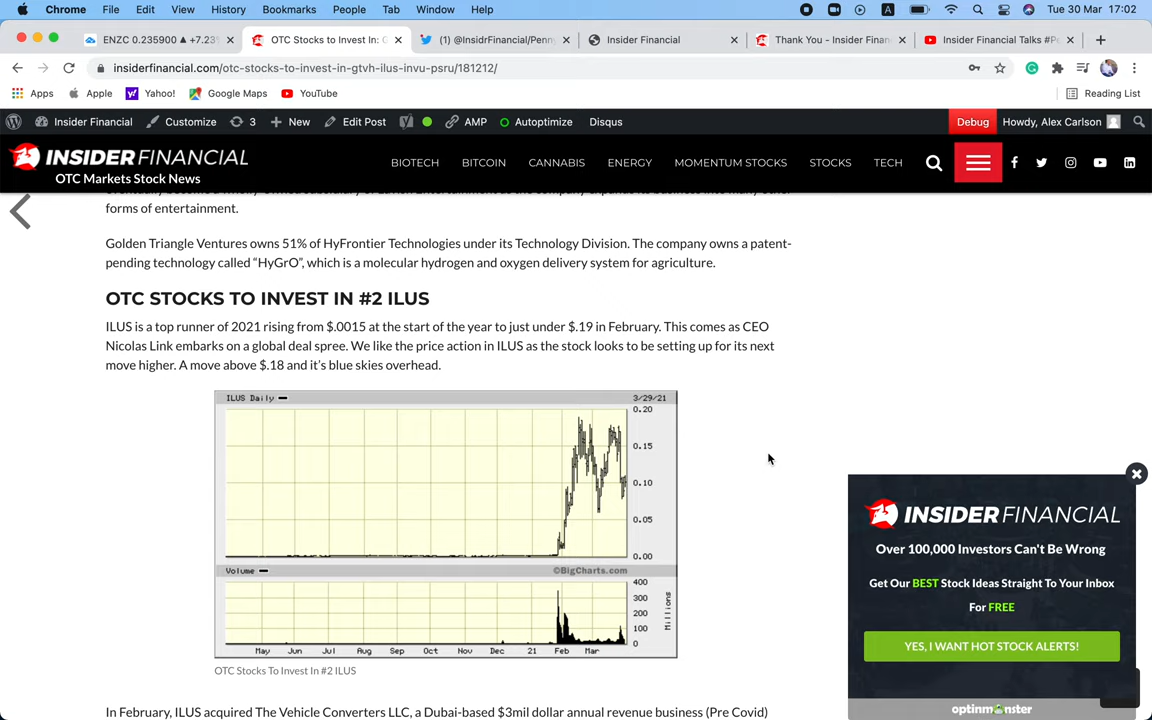 Chrome File Edit View History Bookmarks People Tab Window Help A Tue 30 Mar 17:02
ENZC 0.235900 ▲ +7.23% OTC Stocks to Invest In: G (1) @InsidrFinancial/Penn Insider Financial Thank You - Insider Finan Insider Financial Talks #Pe
insiderfinancial.com/otc-stocks-to-invest-in-gtvh-ilus-invu-psru/181212/
Apps Apple Yahoo! Google Maps YouTube Reading List
Insider Financial Customize 3 New Edit Post AMP Autoptimize Disqus Debug Howdy, Alex Carlson
INSIDER FINANCIAL
OTC Markets Stock News
BIOTECH BITCOIN CANNABIS ENERGY MOMENTUM STOCKS STOCKS TECH
forms of entertainment.
Golden Triangle Ventures owns 51% of HyFrontier Technologies under its Technology Division. The company owns a patent-
pending technology called “HyGrO”, which is a molecular hydrogen and oxygen delivery system for agriculture.
OTC STOCKS TO INVEST IN #2 ILUS
ILUS is a top runner of 2021 rising from $.0015 at the start of the year to just under $.19 in February. This comes as CEO
Nicolas Link embarks on a global deal spree. We like the price action in ILUS as the stock looks to be setting up for its next
move higher. A move above $.18 and it’s blue skies overhead.
ILUS Daily 3/29/21
0.20
0.15
0.10
0.05
0.00
Volume ©BigCharts.com
400
300
200
100
0
Millions
May Jun Jul Aug Sep Oct Nov Dec 21 Feb Mar
OTC Stocks To Invest In #2 ILUS
In February, ILUS acquired The Vehicle Converters LLC, a Dubai-based $3mil dollar annual revenue business (Pre Covid)
INSIDER FINANCIAL
Over 100,000 Investors Can't Be Wrong
Get Our BEST Stock Ideas Straight To Your Inbox
For FREE
YES, I WANT HOT STOCK ALERTS!
optinmonster